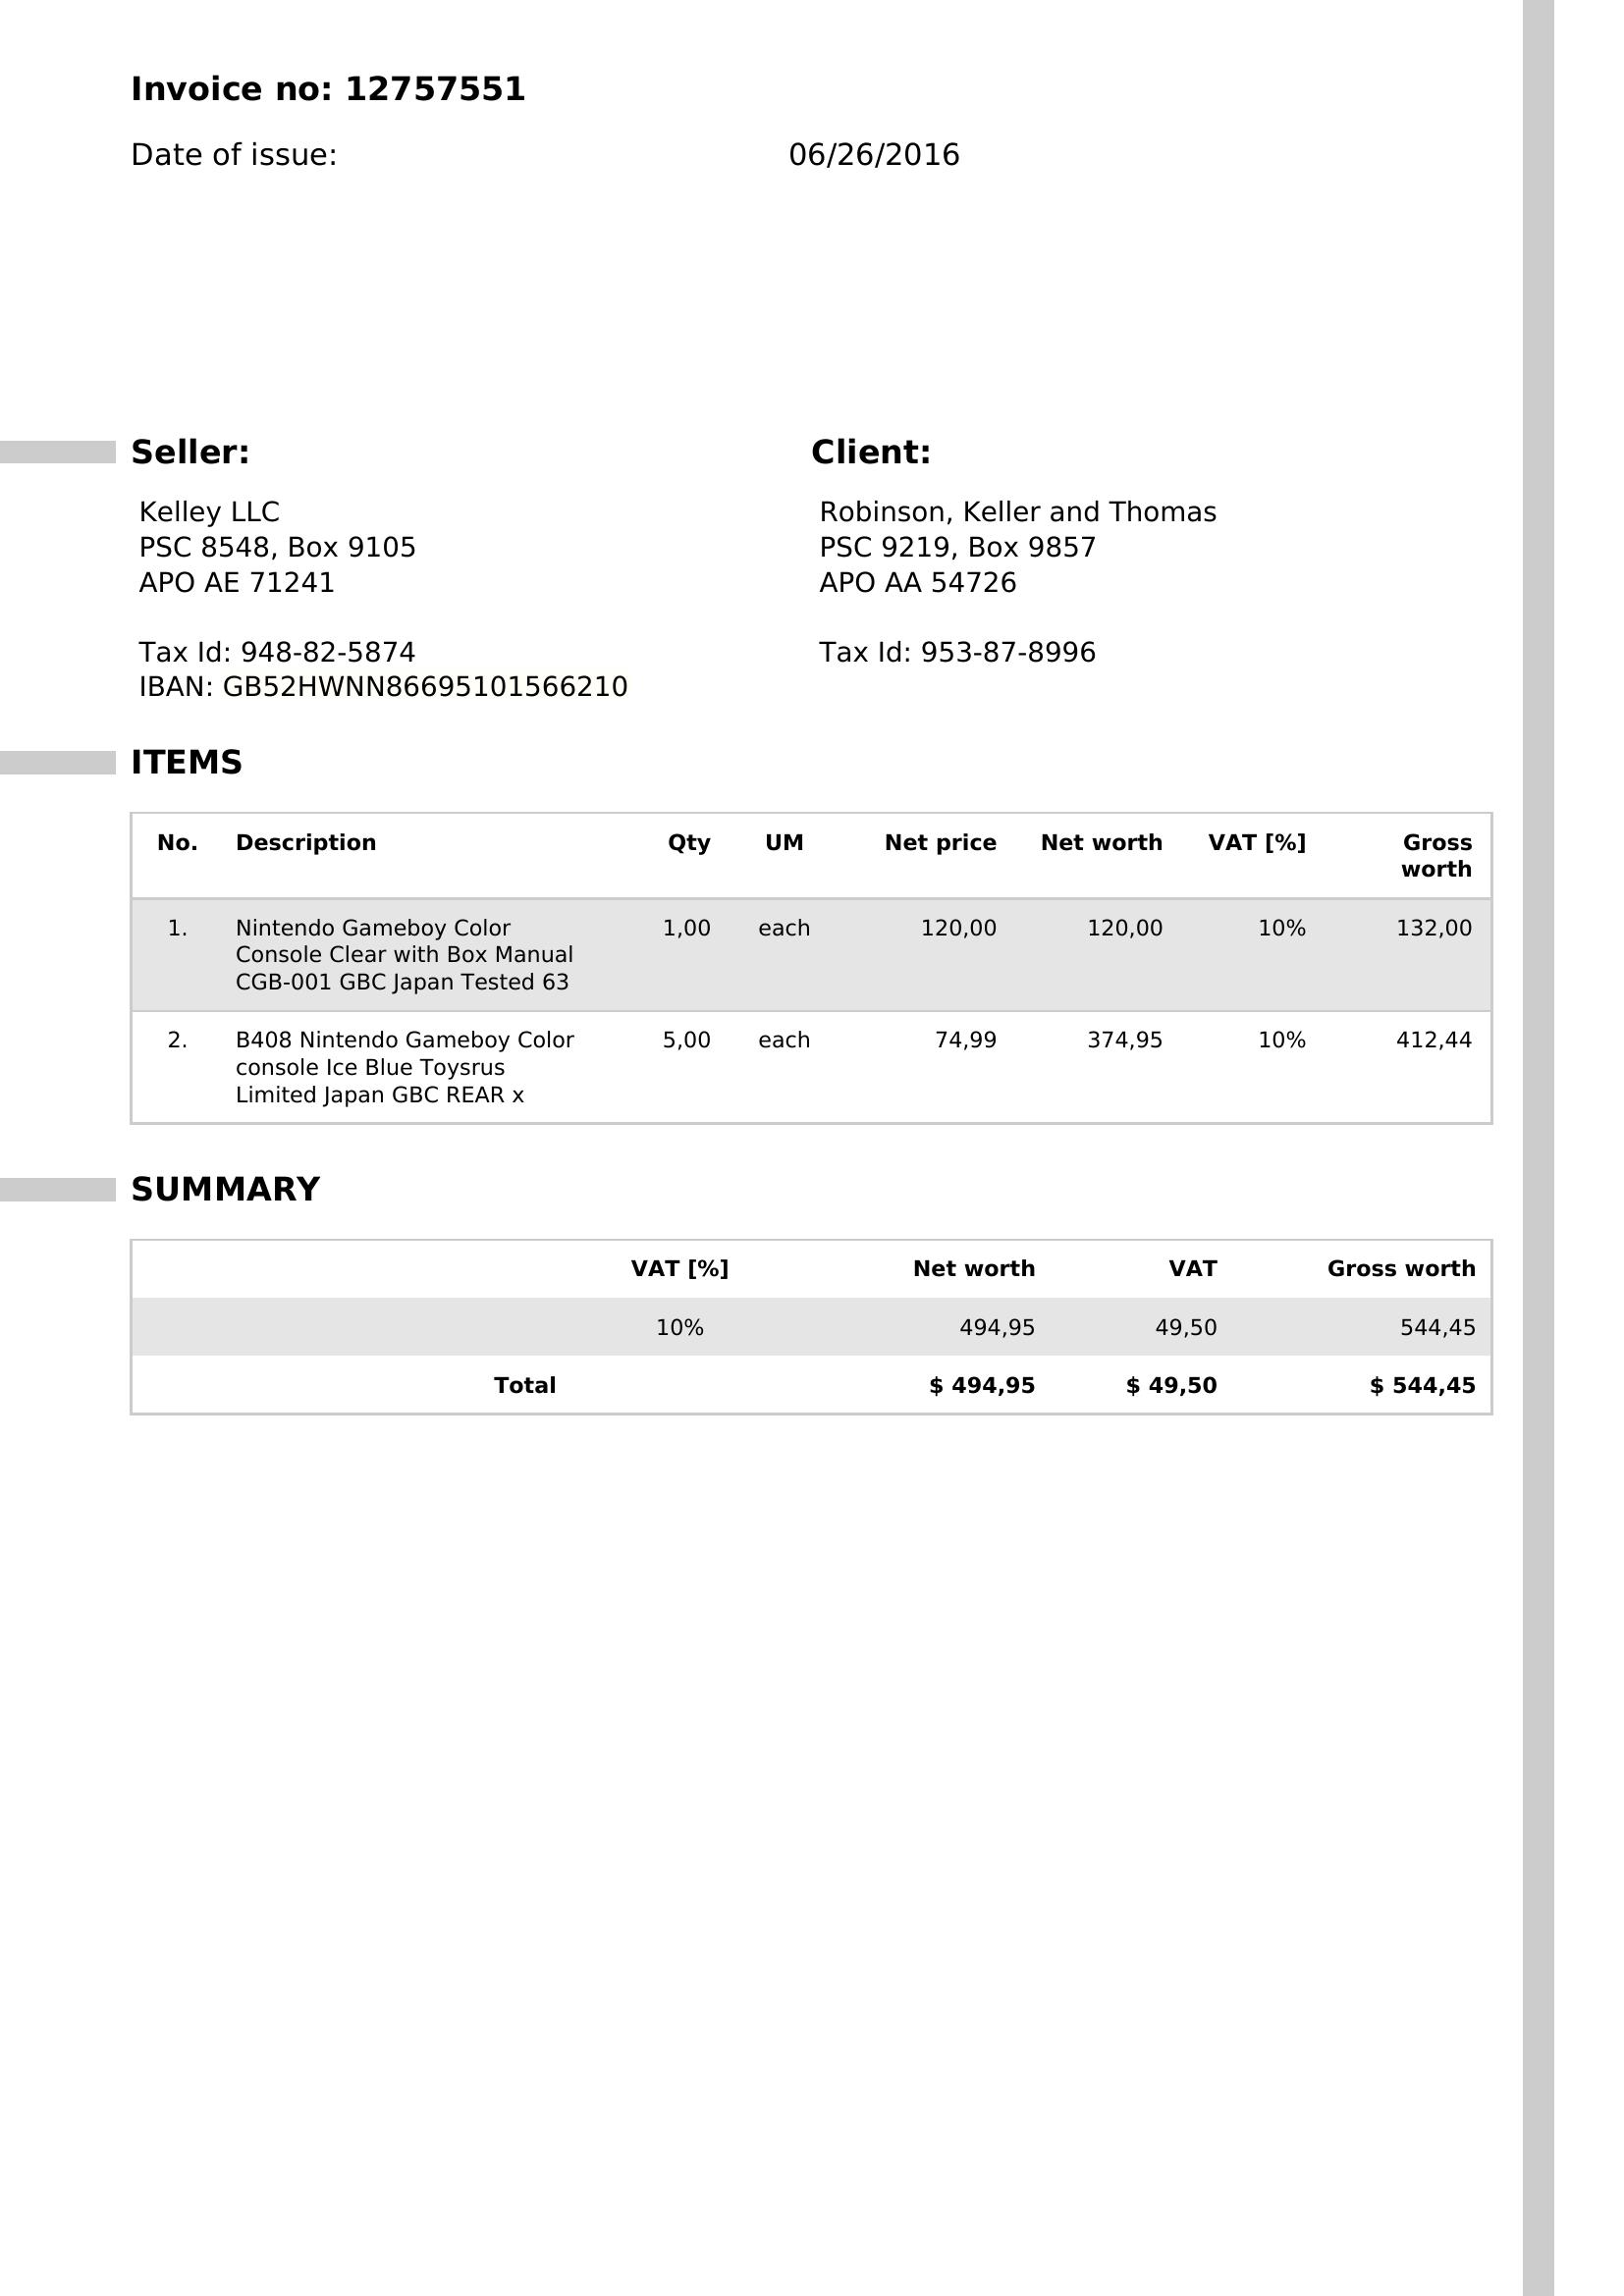 Invoice no: 12757551
Date of issue: 06/26/2016
Seller:
Kelley LLC
PSC 8548, Box 9105
APO AE 71241
Tax Id: 948-82-5874
IBAN: GB52HWNN86695101566210
Client:
Robinson, Keller and Thomas
PSC 9219, Box 9857
APO AA 54726
Tax Id: 953-87-8996
ITEMS
No. Description Qty UM Net price Net worth VAT [%] Gross
worth
1. Nintendo Gameboy Color 1,00 each 120,00 120,00 10% 132,00
Console Clear with Box Manual
CGB-001 GBC Japan Tested 63
2. B408 Nintendo Gameboy Color 5,00 each 74,99 374,95 10% 412,44
console Ice Blue Toysrus
Limited Japan GBC REAR x
SUMMARY
VAT [%] Net worth VAT Gross worth
10% 494,95 49,50 544,45
Total $ 494,95 $ 49,50 $ 544,45